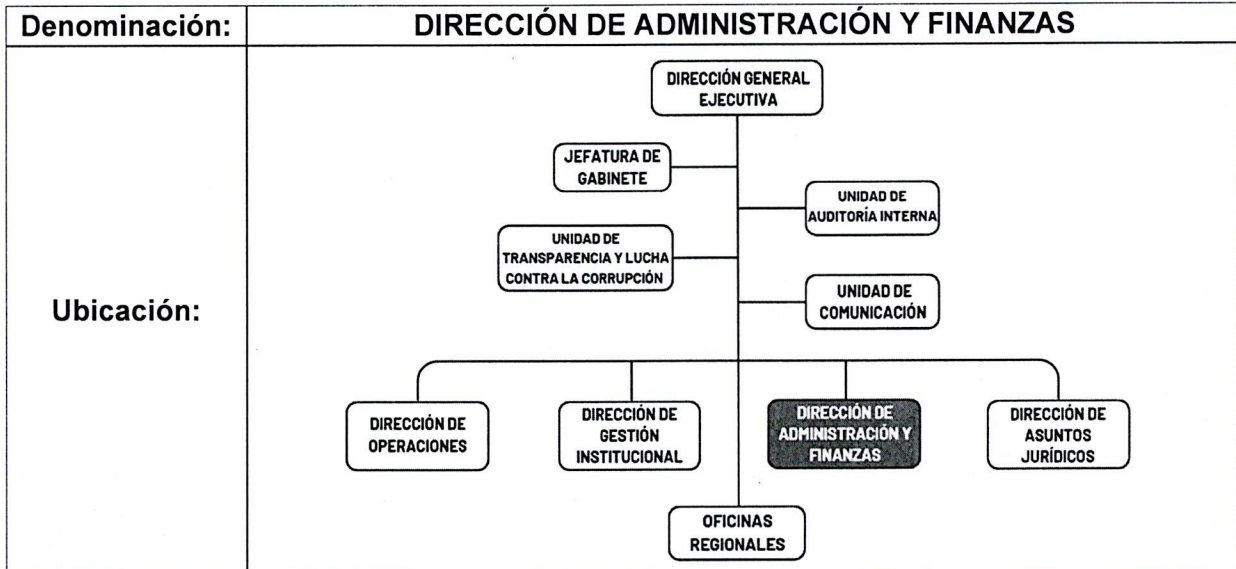 Denominación:
DIRECCIÓN DE ADMINISTRACIÓN Y FINANZAS
Ubicación:
DIRECCIÓN GENERAL
EJECUTIVA
JEFATURA DE
GABINETE
UNIDAD DE
AUDITORÍA INTERNA
UNIDAD DE
TRANSPARENCIA Y LUCHA
CONTRA LA CORRUPCIÓN
UNIDAD DE
COMUNICACIÓN
DIRECCIÓN DE
OPERACIONES
DIRECCIÓN DE
GESTIÓN
INSTITUCIONAL
DIRECCIÓN DE
ADMINISTRACIÓN Y
FINANZAS
DIRECCIÓN DE
ASUNTOS
JURÍDICOS
OFICINAS
REGIONALES